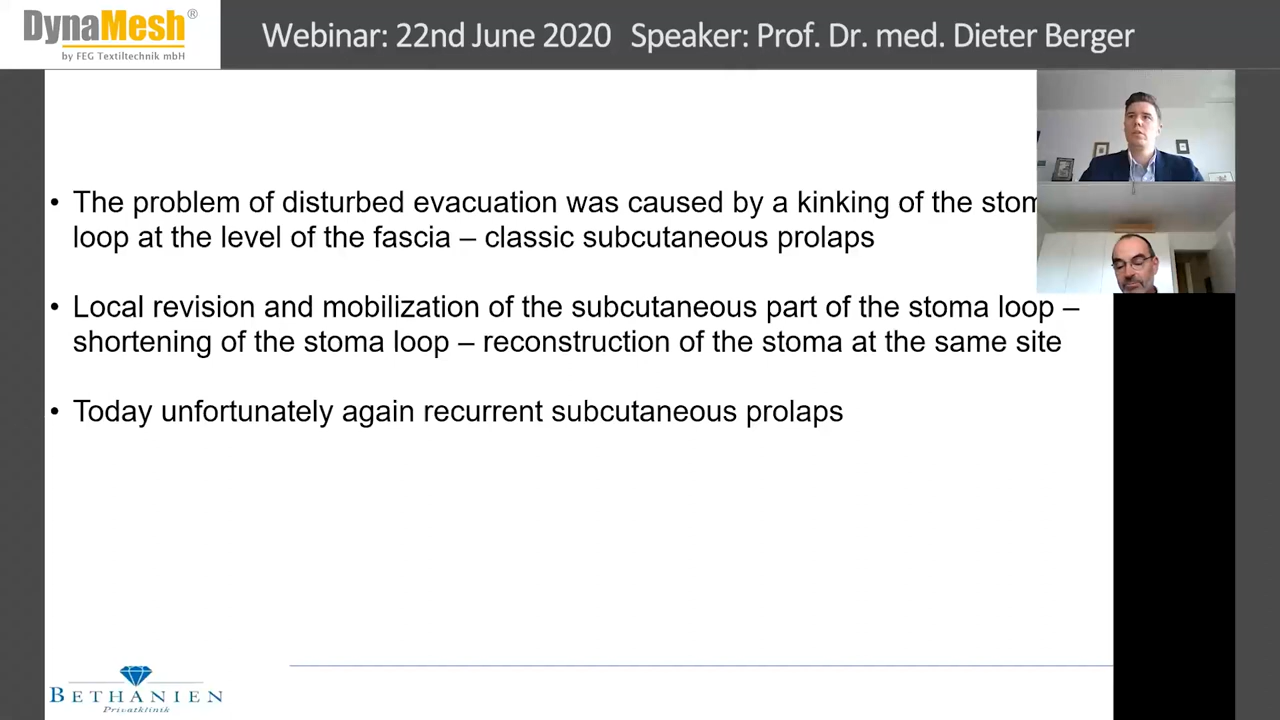 DynaMesh®
by FEG Textiltechnik mbH
Webinar: 22nd June 2020 Speaker: Prof. Dr. med. Dieter Berger
• The problem of disturbed evacuation was caused by a kinking of the stom
loop at the level of the fascia – classic subcutaneous prolaps
• Local revision and mobilization of the subcutaneous part of the stoma loop –
shortening of the stoma loop – reconstruction of the stoma at the same site
• Today unfortunately again recurrent subcutaneous prolaps
BETHANIEN
Privatklinik